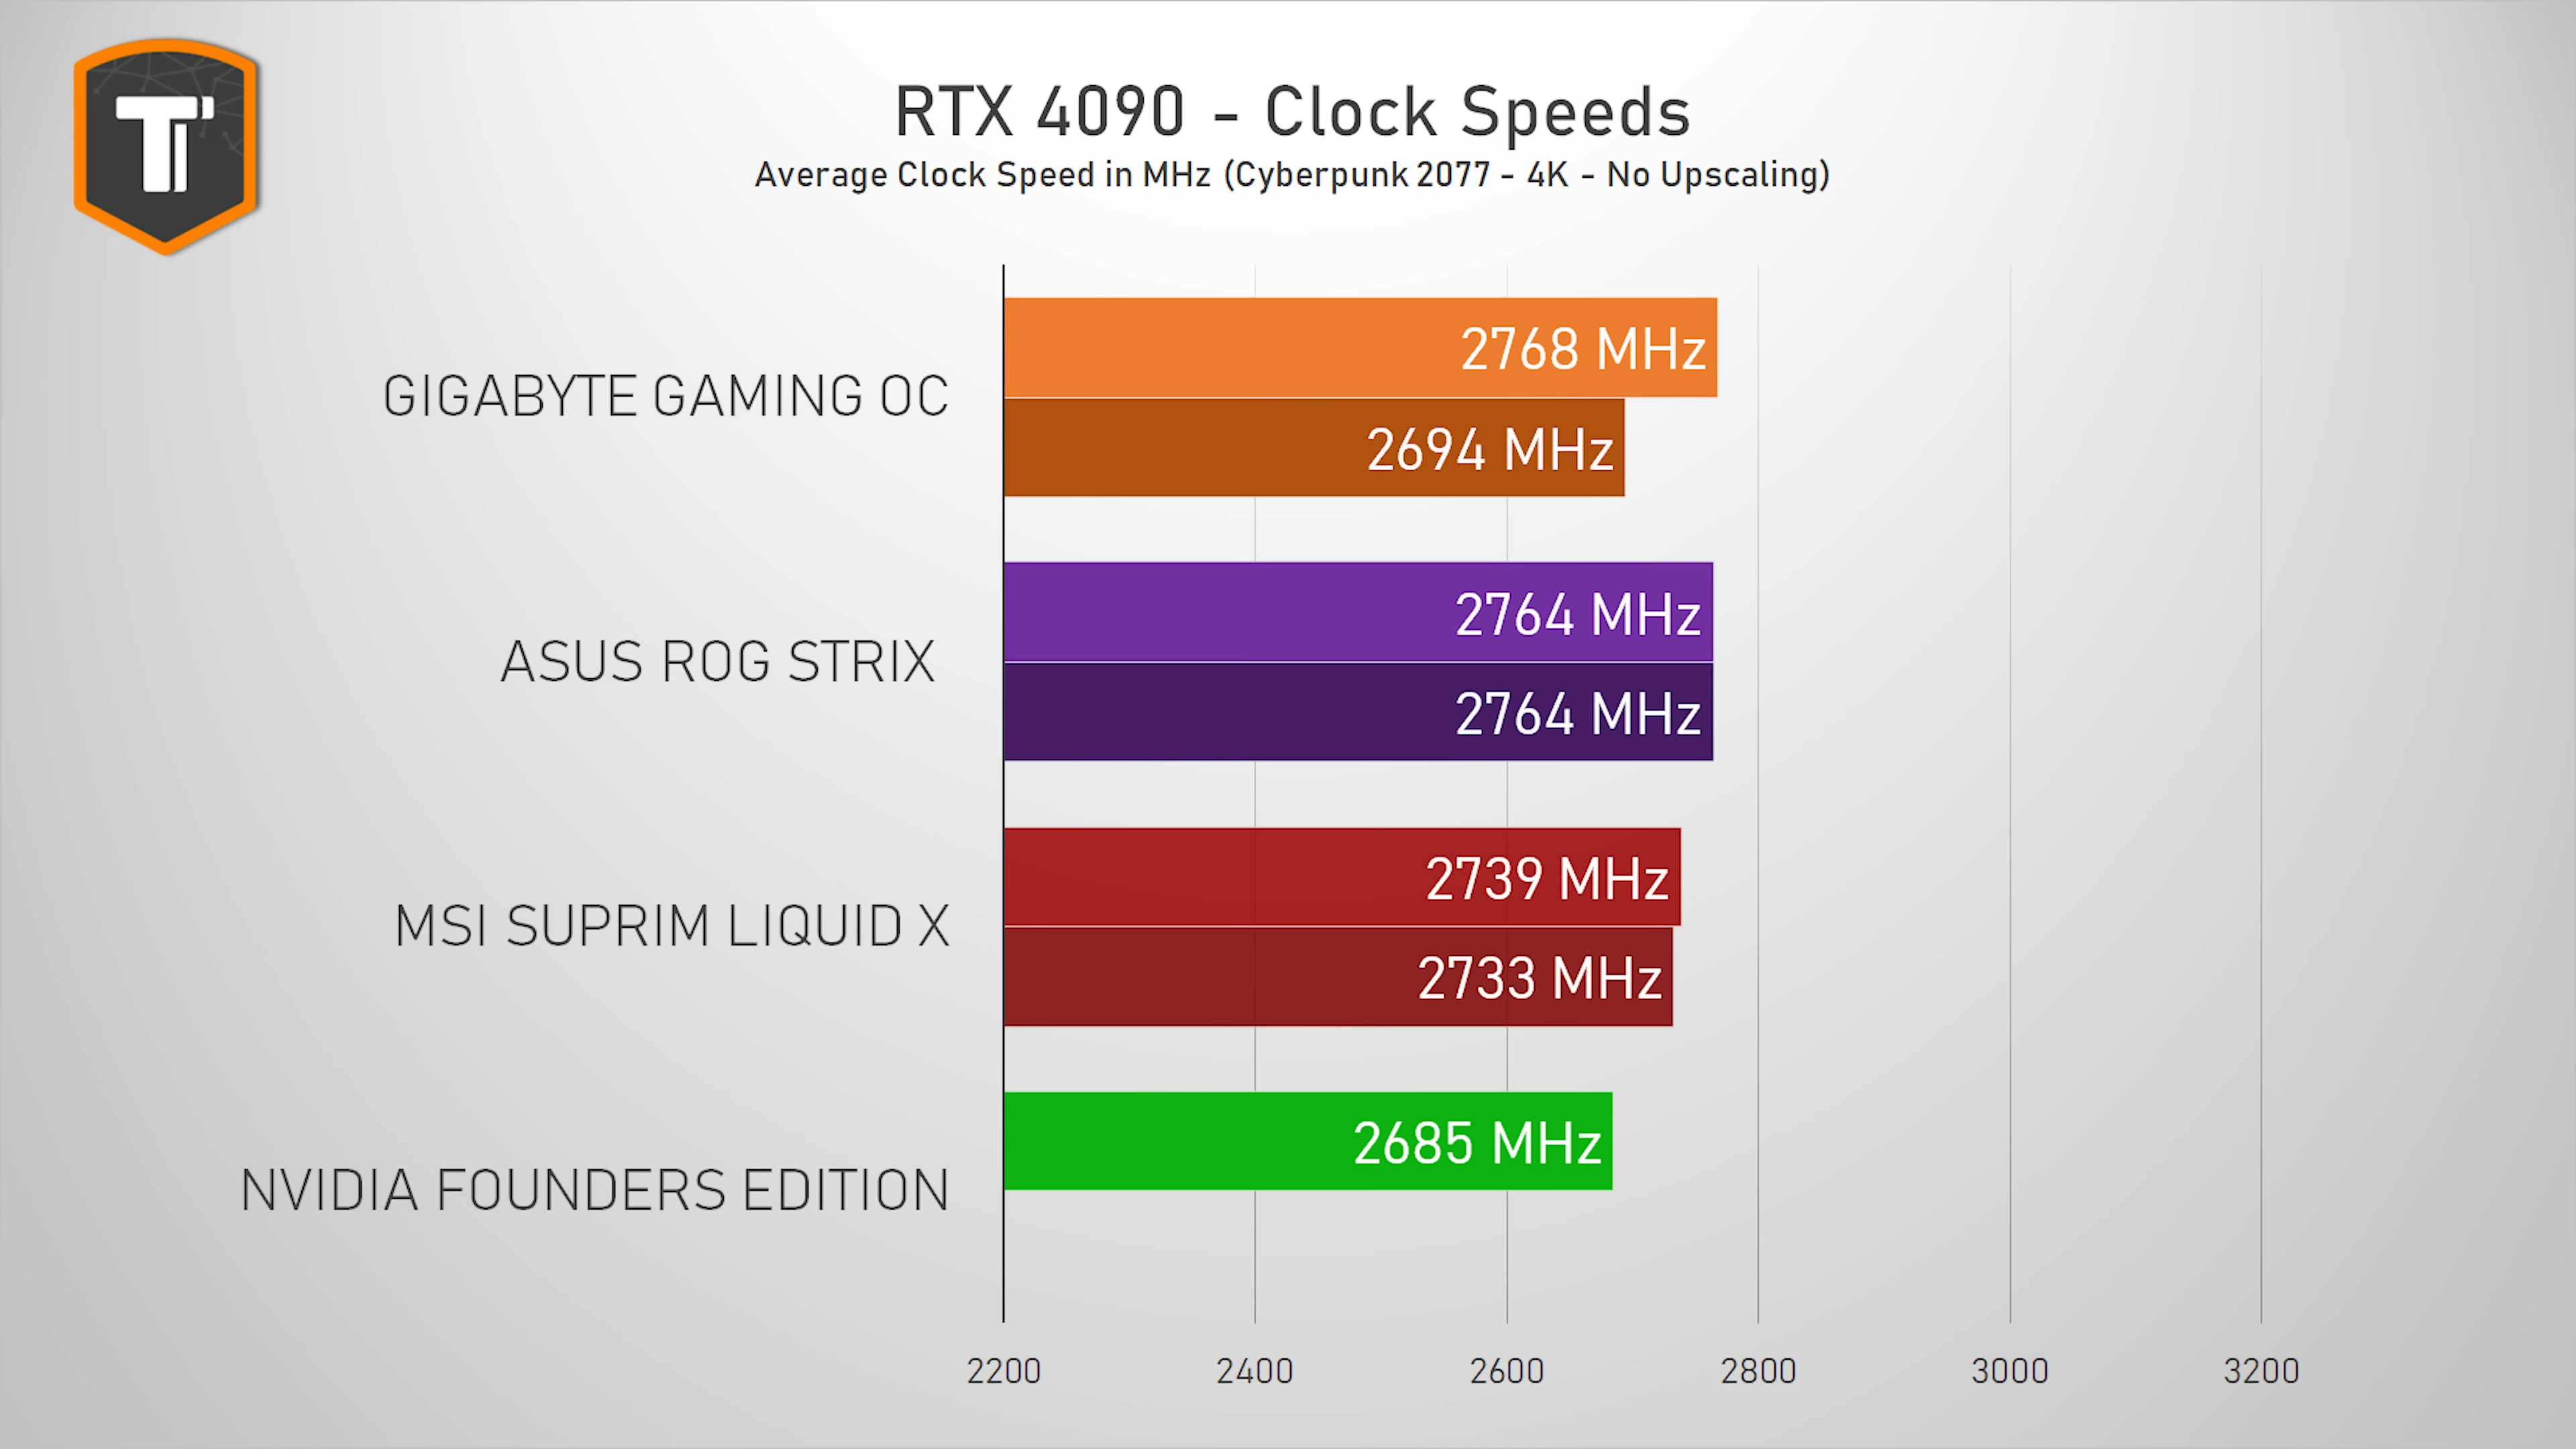 RTX 4090 - Clock Speeds
Average Clock Speed in MHz (Cyberpunk 2077 - 4K - No Upscaling)
GIGABYTE GAMING OC
2768 MHz
2694 MHz
ASUS ROG STRIX
2764 MHz
2764 MHz
MSI SUPRIM LIQUID X
2739 MHz
2733 MHz
NVIDIA FOUNDERS EDITION
2685 MHz
2200 2400 2600 2800 3000 3200